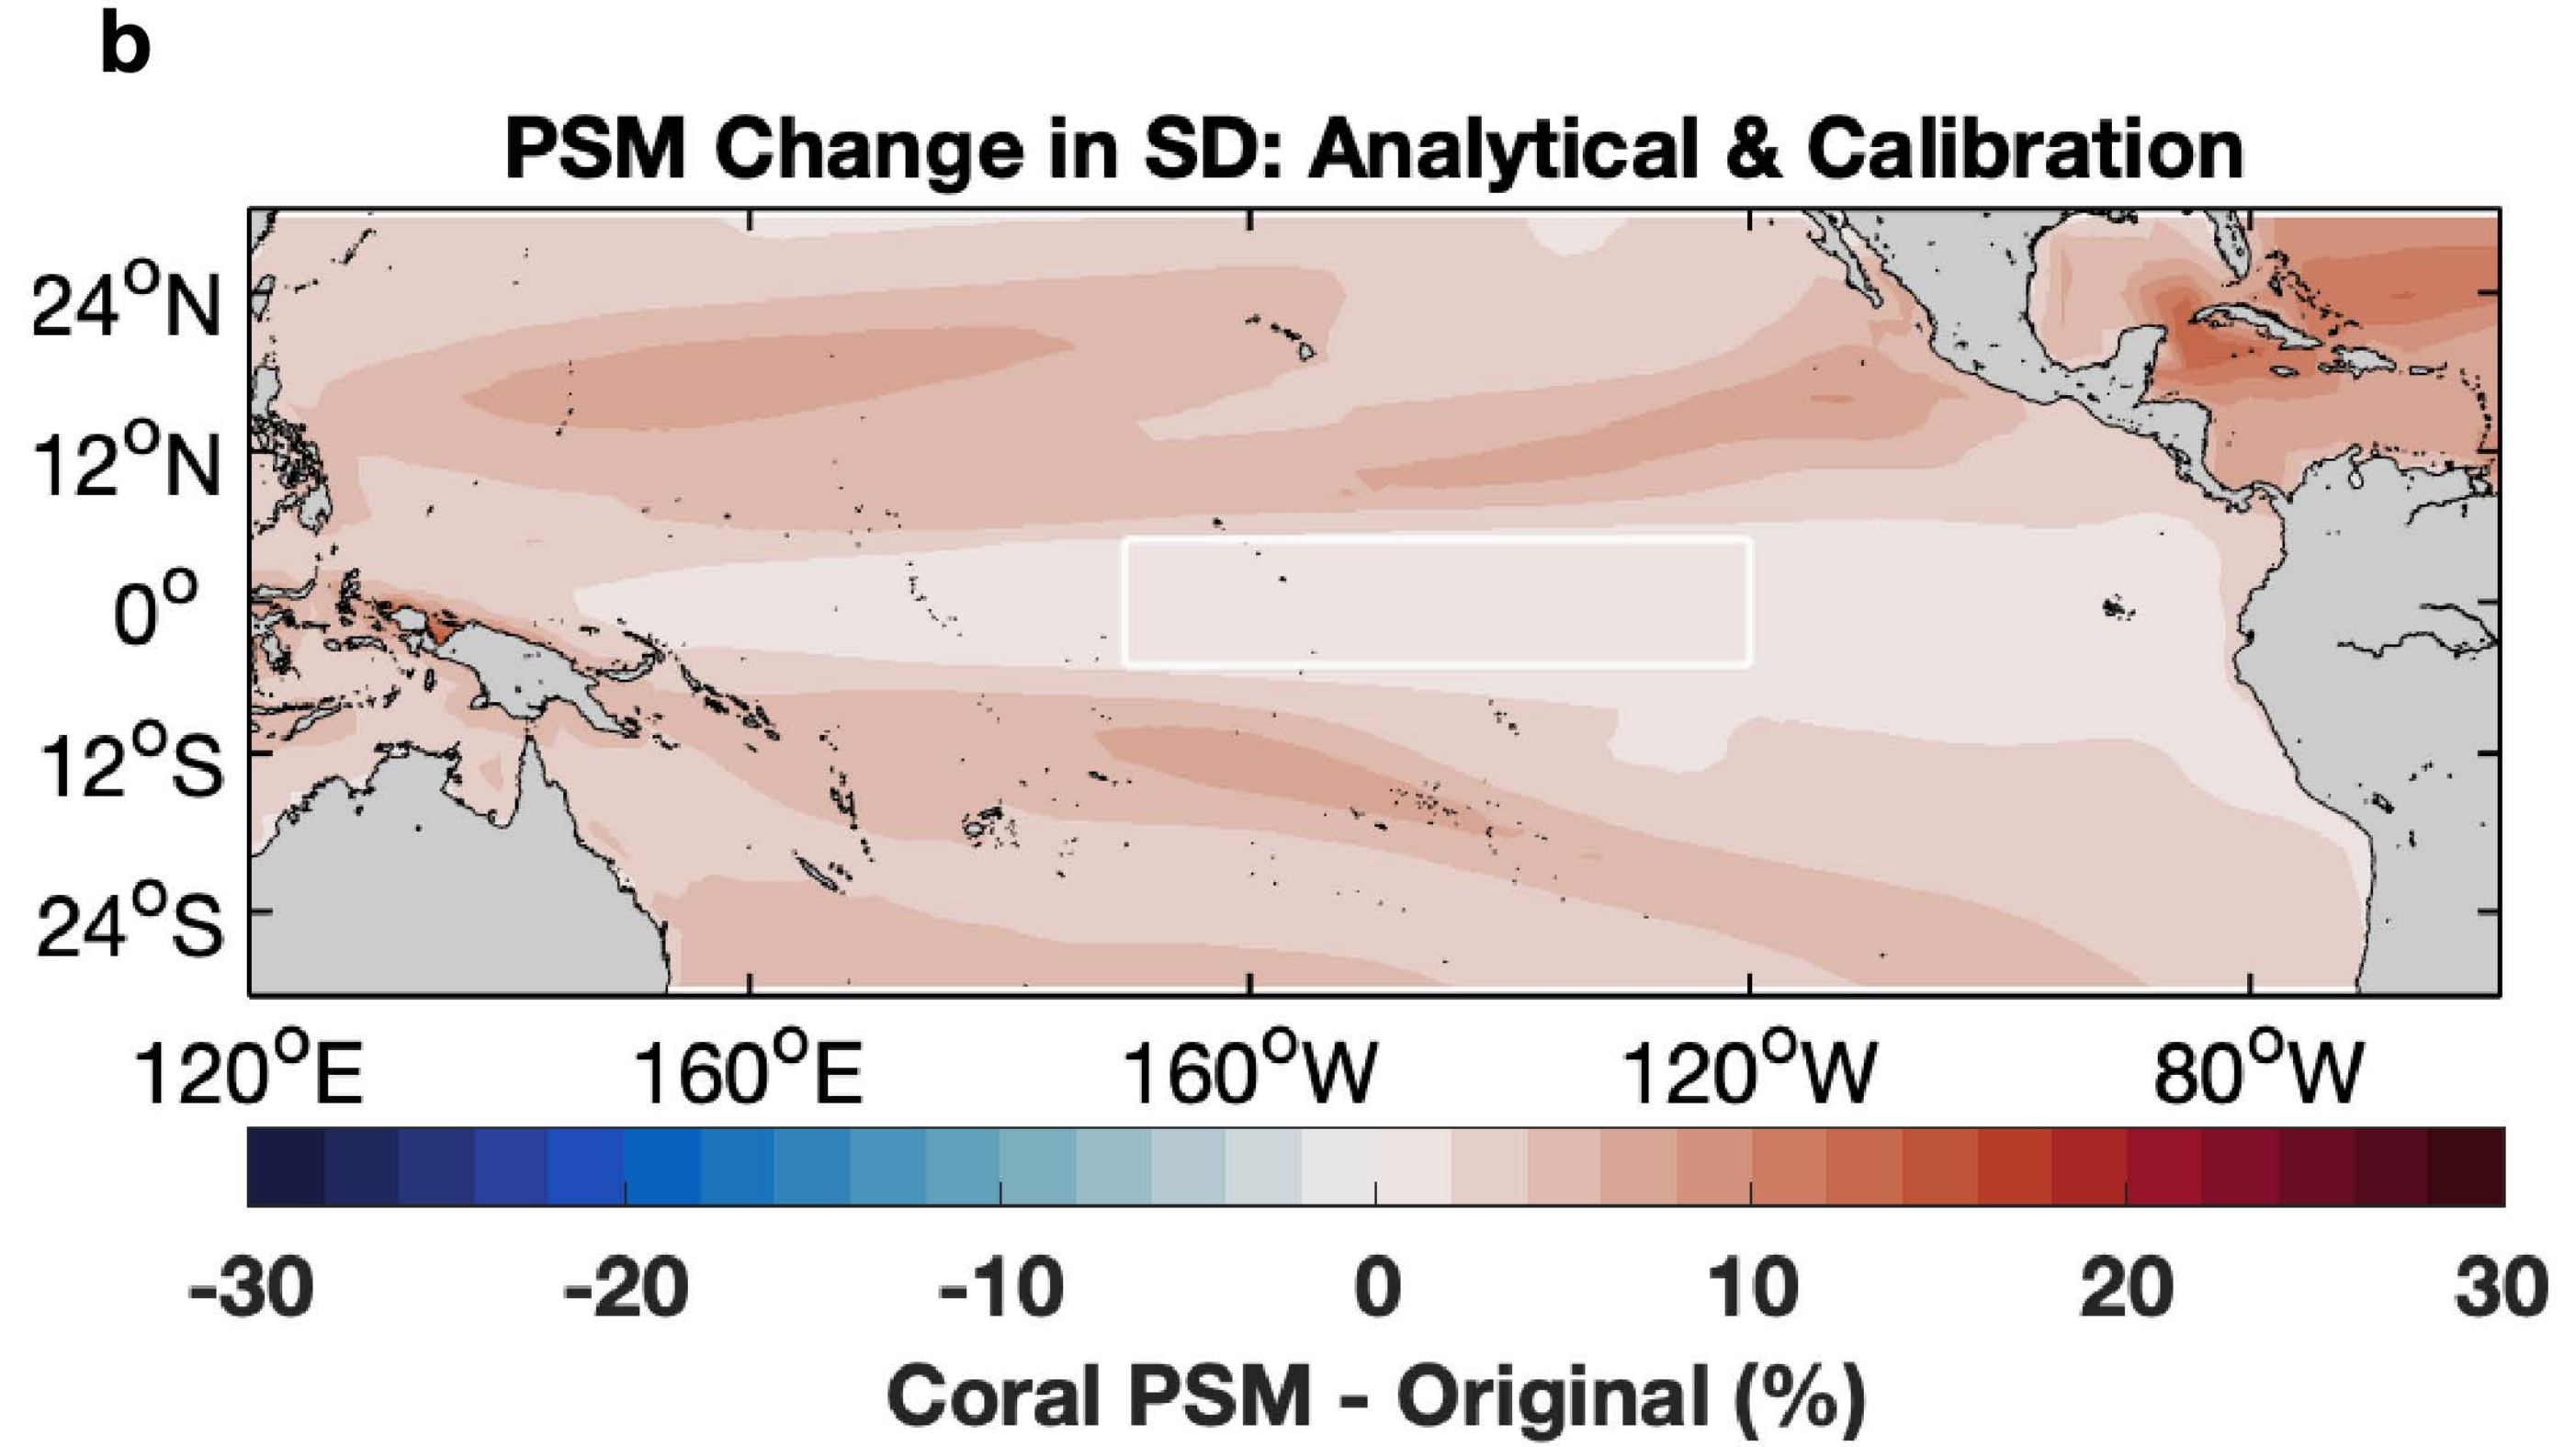 b
PSM Change in SD: Analytical & Calibration
24°N
12°N
0°
12°S
24°S
120°E 160°E 160°W 120°W 80°W
-30 -20 -10 0 10 20 30
Coral PSM - Original (%)